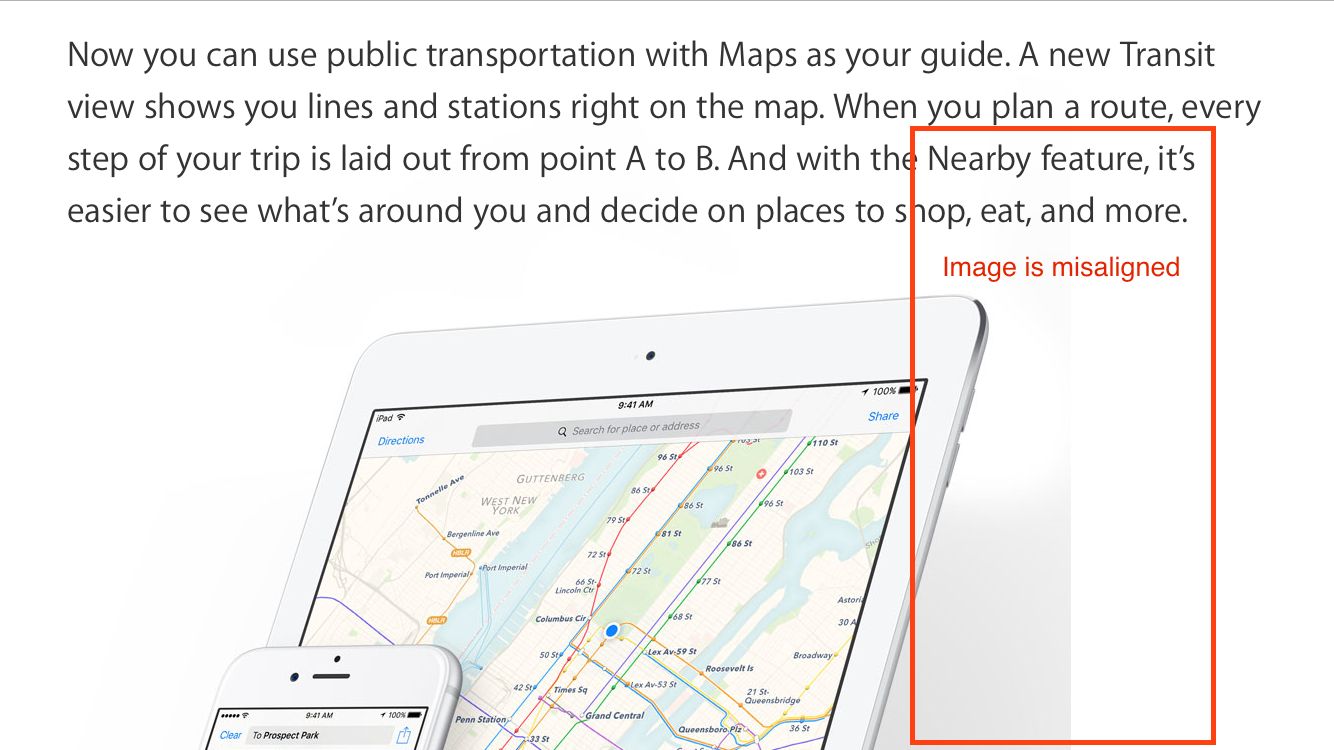 Now you can use public transportation with Maps as your guide. A new Transit
view shows you lines and stations right on the map. When you plan a route, every
step of your trip is laid out from point A to B. And with the Nearby feature, it’s
easier to see what’s around you and decide on places to shop, eat, and more.
Image is misaligned
iPad
9:41 AM
100%
Directions
Search for place or address
Share
103 St
110 St
96 St
96 St
103 St
Tonnelle Ave
GUTTENBERG
86 St
WEST NEW
YORK
86 St
96 St
79 St
Bergenline Ave
81 St
86 St
HBLR
72 St
Port Imperial
Port Imperial
72 St
77 St
66 St-
Lincoln Ctr
Astoria
HBLR
Columbus Cir
68 St
30 A
50 St
Lex Av-59 St
Broadway
Roosevelt Is
42 St
Times Sq
Lex Av-53 St
21 St-
Queensbridge
Penn Station
Grand Central
Queensboro Plz
36 St
33 St
9:41 AM
100%
Clear
To Prospect Park